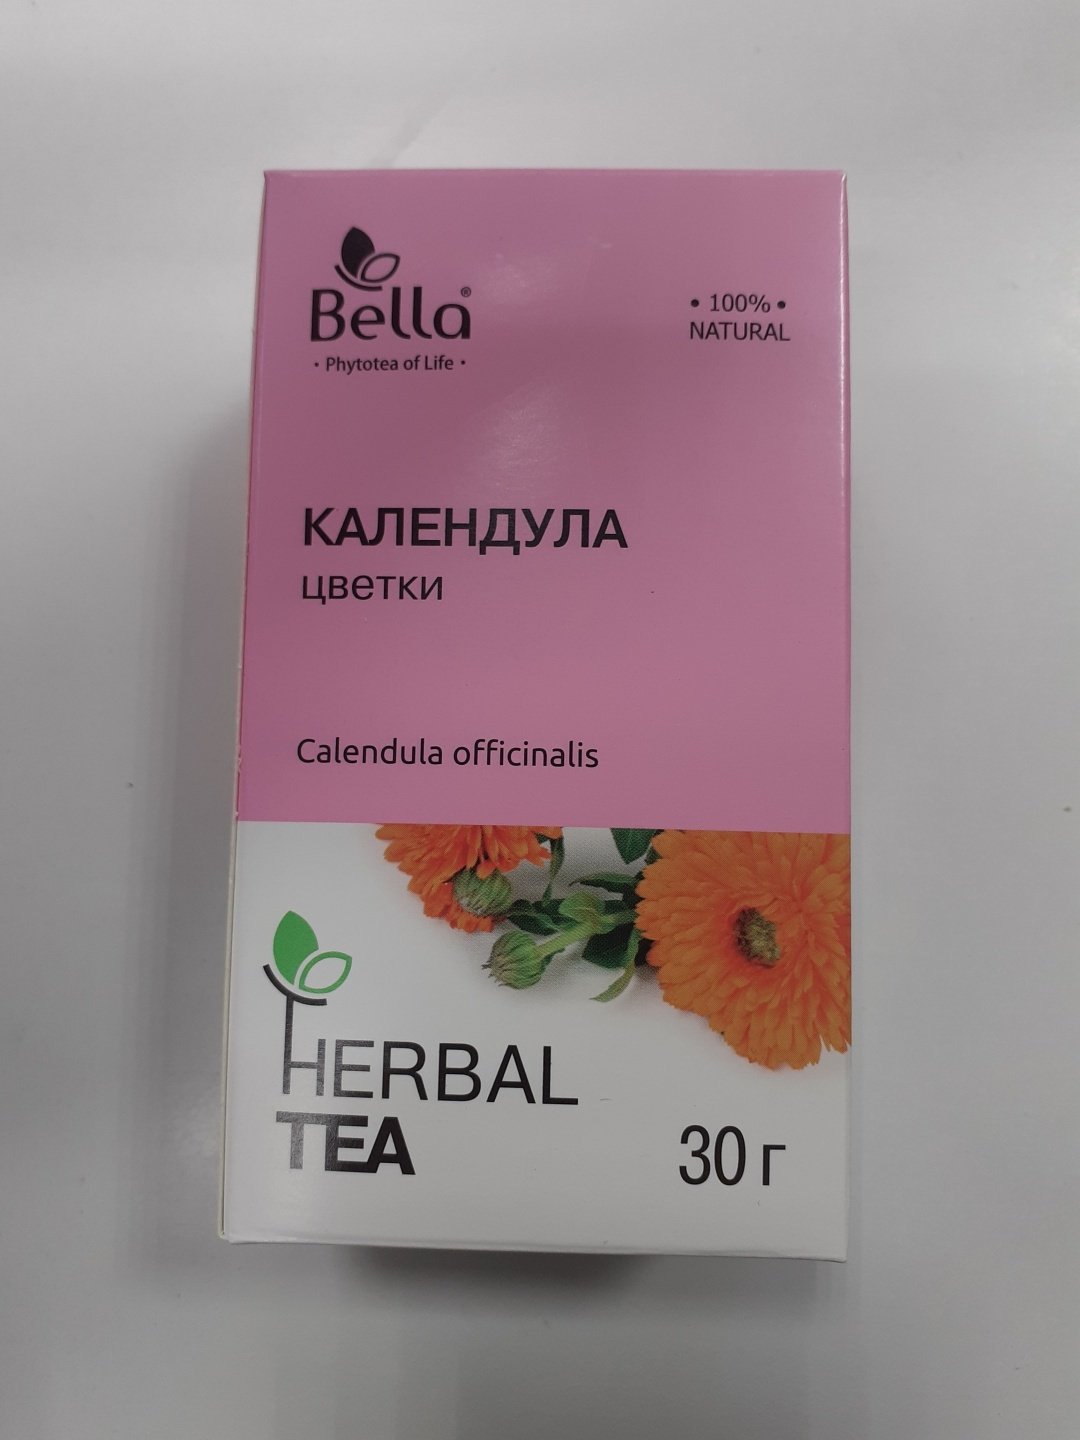 Bella®
• Phytotea of Life •
• 100% •
NATURAL
КАЛЕНДУЛА
цветки
Calendula officinalis
HERBAL
TEA
30 г